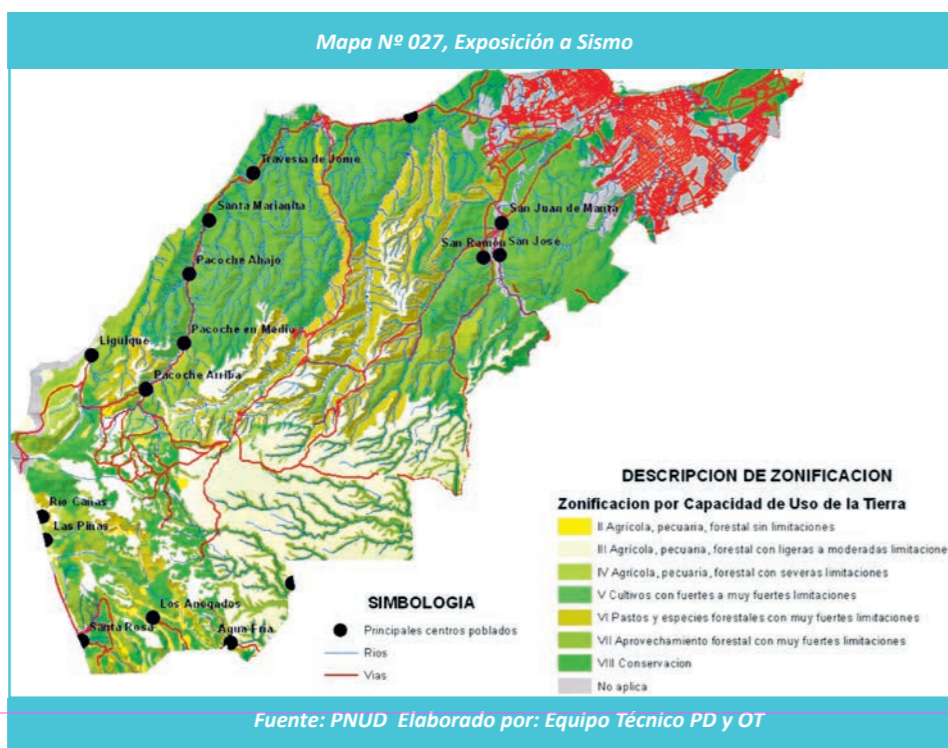 Mapa Nº 027, Exposición a Sismo
Travesia de Jome
Santa Marianita
San Juan de Manta
San Ramon
San Jose
Pacoche Abajo
Pacoche en Medio
Liguique
Pacoche Arriba
Rio Cañas
Las Piñas
Los Anegados
Santa Rosa
Agua Fria
SIMBOLOGIA
Principales centros poblados
Rios
Vias
DESCRIPCION DE ZONIFICACION
Zonificacion por Capacidad de Uso de la Tierra
II Agrícola, pecuaria, forestal sin limitaciones
III Agrícola, pecuaria, forestal con ligeras a moderadas limitacione
IV Agrícola, pecuaria, forestal con severas limitaciones
V Cultivos con fuertes a muy fuertes limitaciones
VI Pastos y especies forestales con muy fuertes limitaciones
VII Aprovechamiento forestal con muy fuertes limitaciones
VIII Conservacion
No aplica
Fuente: PNUD Elaborado por: Equipo Técnico PD y OT